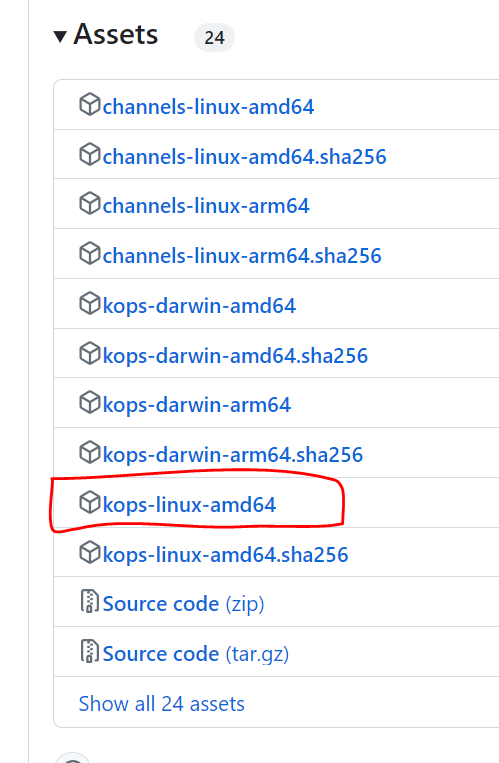 Assets 24
channels-linux-amd64
channels-linux-amd64.sha256
channels-linux-arm64
channels-linux-arm64.sha256
kops-darwin-amd64
kops-darwin-amd64.sha256
kops-darwin-arm64
kops-darwin-arm64.sha256
kops-linux-amd64
kops-linux-amd64.sha256
Source code (zip)
Source code (tar.gz)
Show all 24 assets